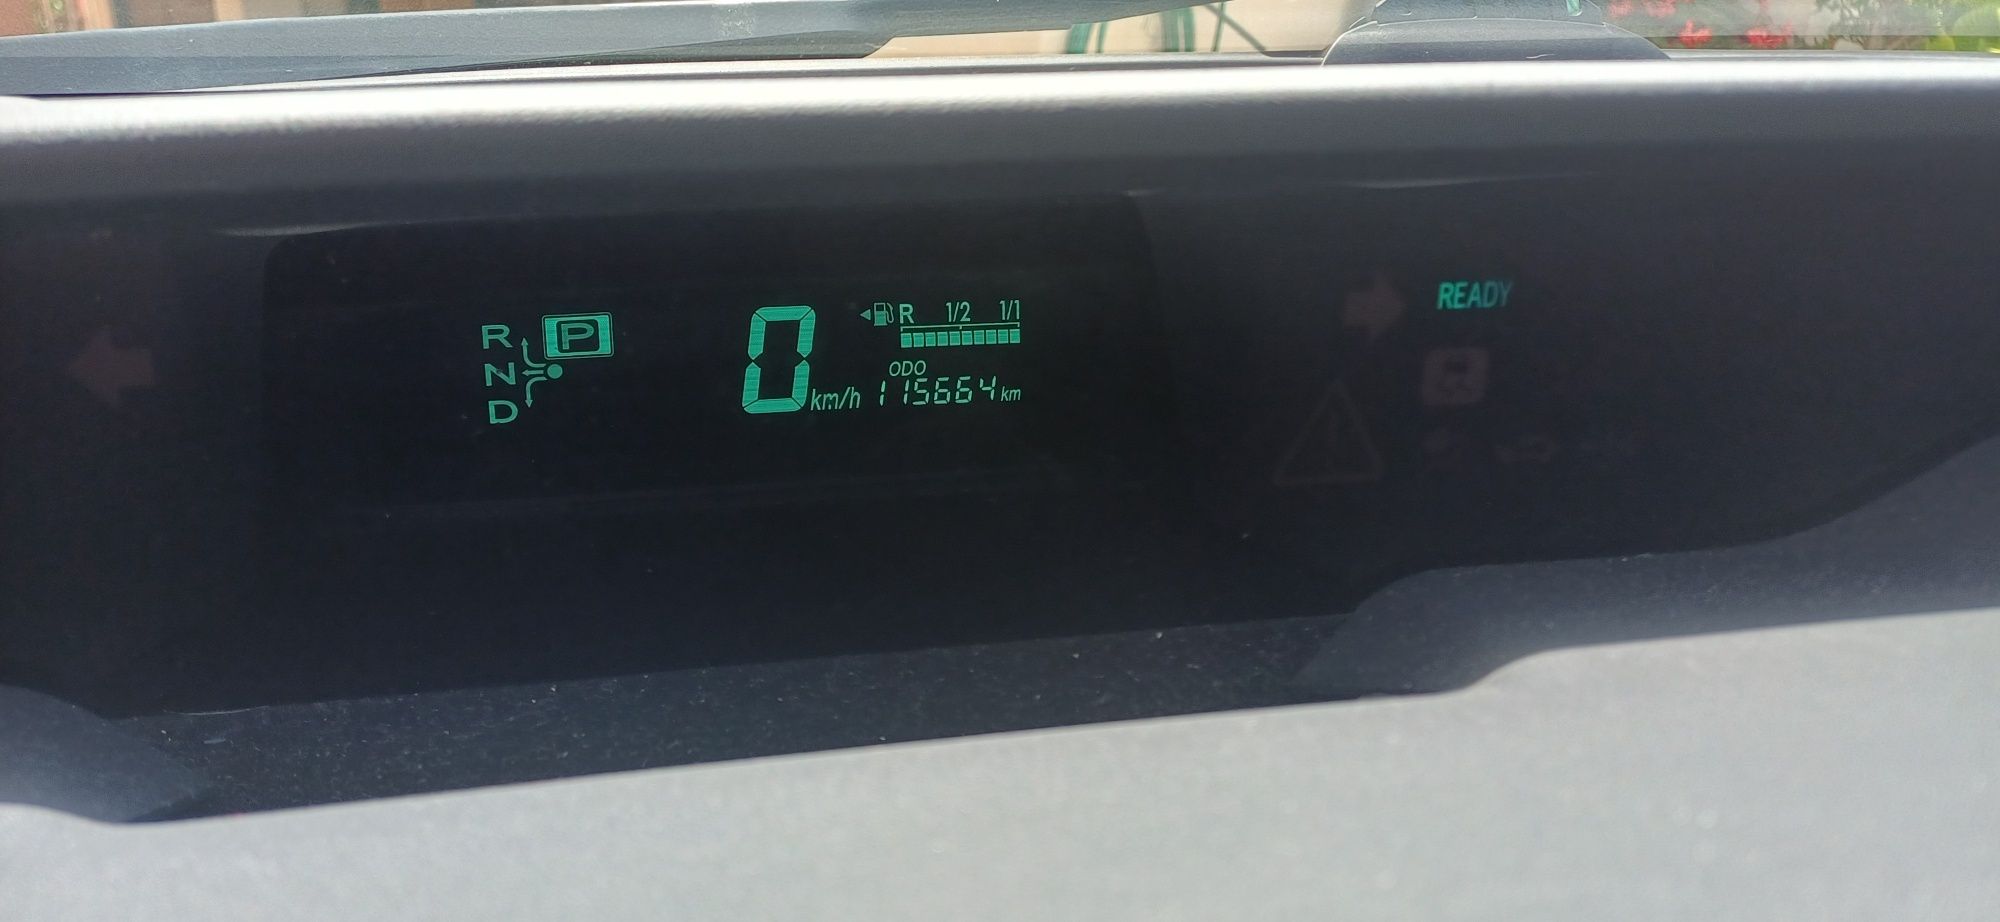 R P
N
D
0 km/h
R 1/2 1/1
ODO
115664 km
READY